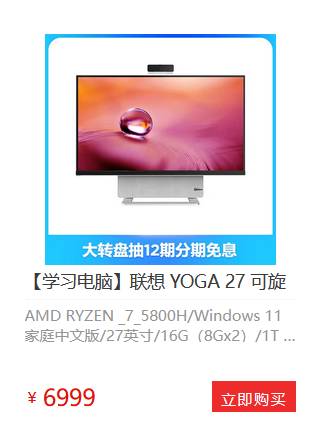 大转盘抽12期分期免息
【学习电脑】联想 YOGA 27 可旋
AMD RYZEN _7_5800H/Windows 11
家庭中文版/27英寸/16G（8Gx2）/1T ...
¥ 6999
立即购买